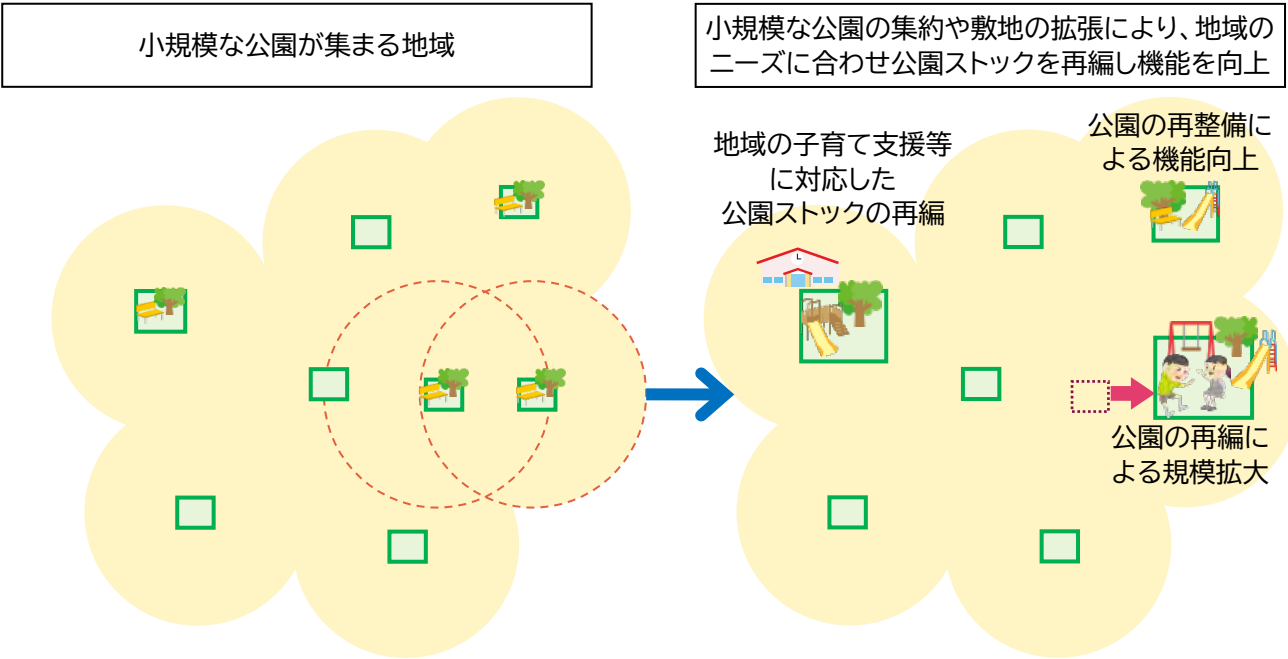 小規模な公園が集まる地域
小規模な公園の集約や敷地の拡張により、地域の
ニーズに合わせ公園ストックを再編し機能を向上
地域の子育て支援等
に対応した
公園ストックの再編
公園の再整備に
よる機能向上
公園の再編に
よる規模拡大